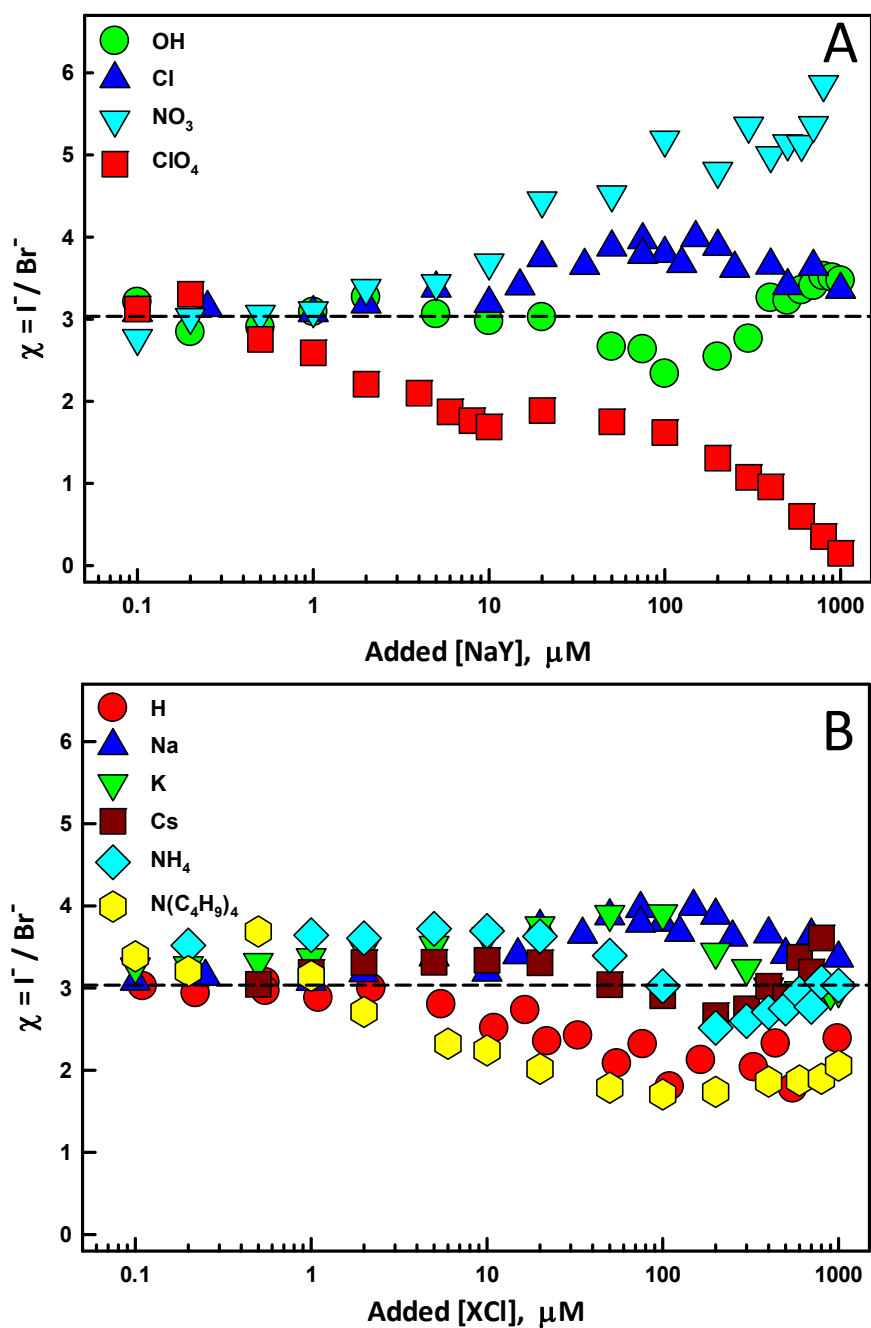 A
OH
Cl
NO₃
ClO₄
6
5
4
3
2
1
0
χ = I⁻/ Br⁻
0.1 1 10 100 1000
Added [NaY], μM
B
H
Na
K
Cs
NH₄
N(C₄H₉)₄
6
5
4
3
2
1
0
χ = I⁻/ Br⁻
0.1 1 10 100 1000
Added [XCl], μM